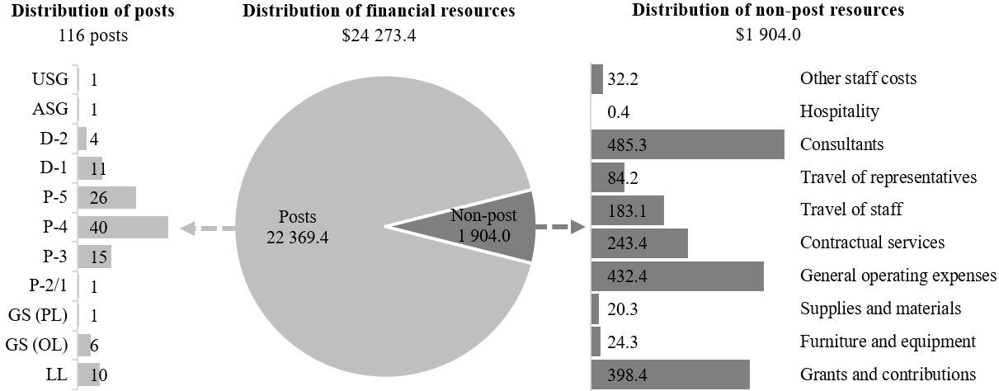 Distribution of posts
116 posts
USG 1
ASG 1
D-2 4
D-1 11
P-5 26
P-4 40
P-3 15
P-2/1 1
GS (PL) 1
GS (OL) 6
LL 10
Distribution of financial resources
$24 273.4
Posts
22 369.4
Non-post
1 904.0
Distribution of non-post resources
$1 904.0
32.2 Other staff costs
0.4 Hospitality
485.3 Consultants
84.2 Travel of representatives
183.1 Travel of staff
243.4 Contractual services
432.4 General operating expenses
20.3 Supplies and materials
24.3 Furniture and equipment
398.4 Grants and contributions